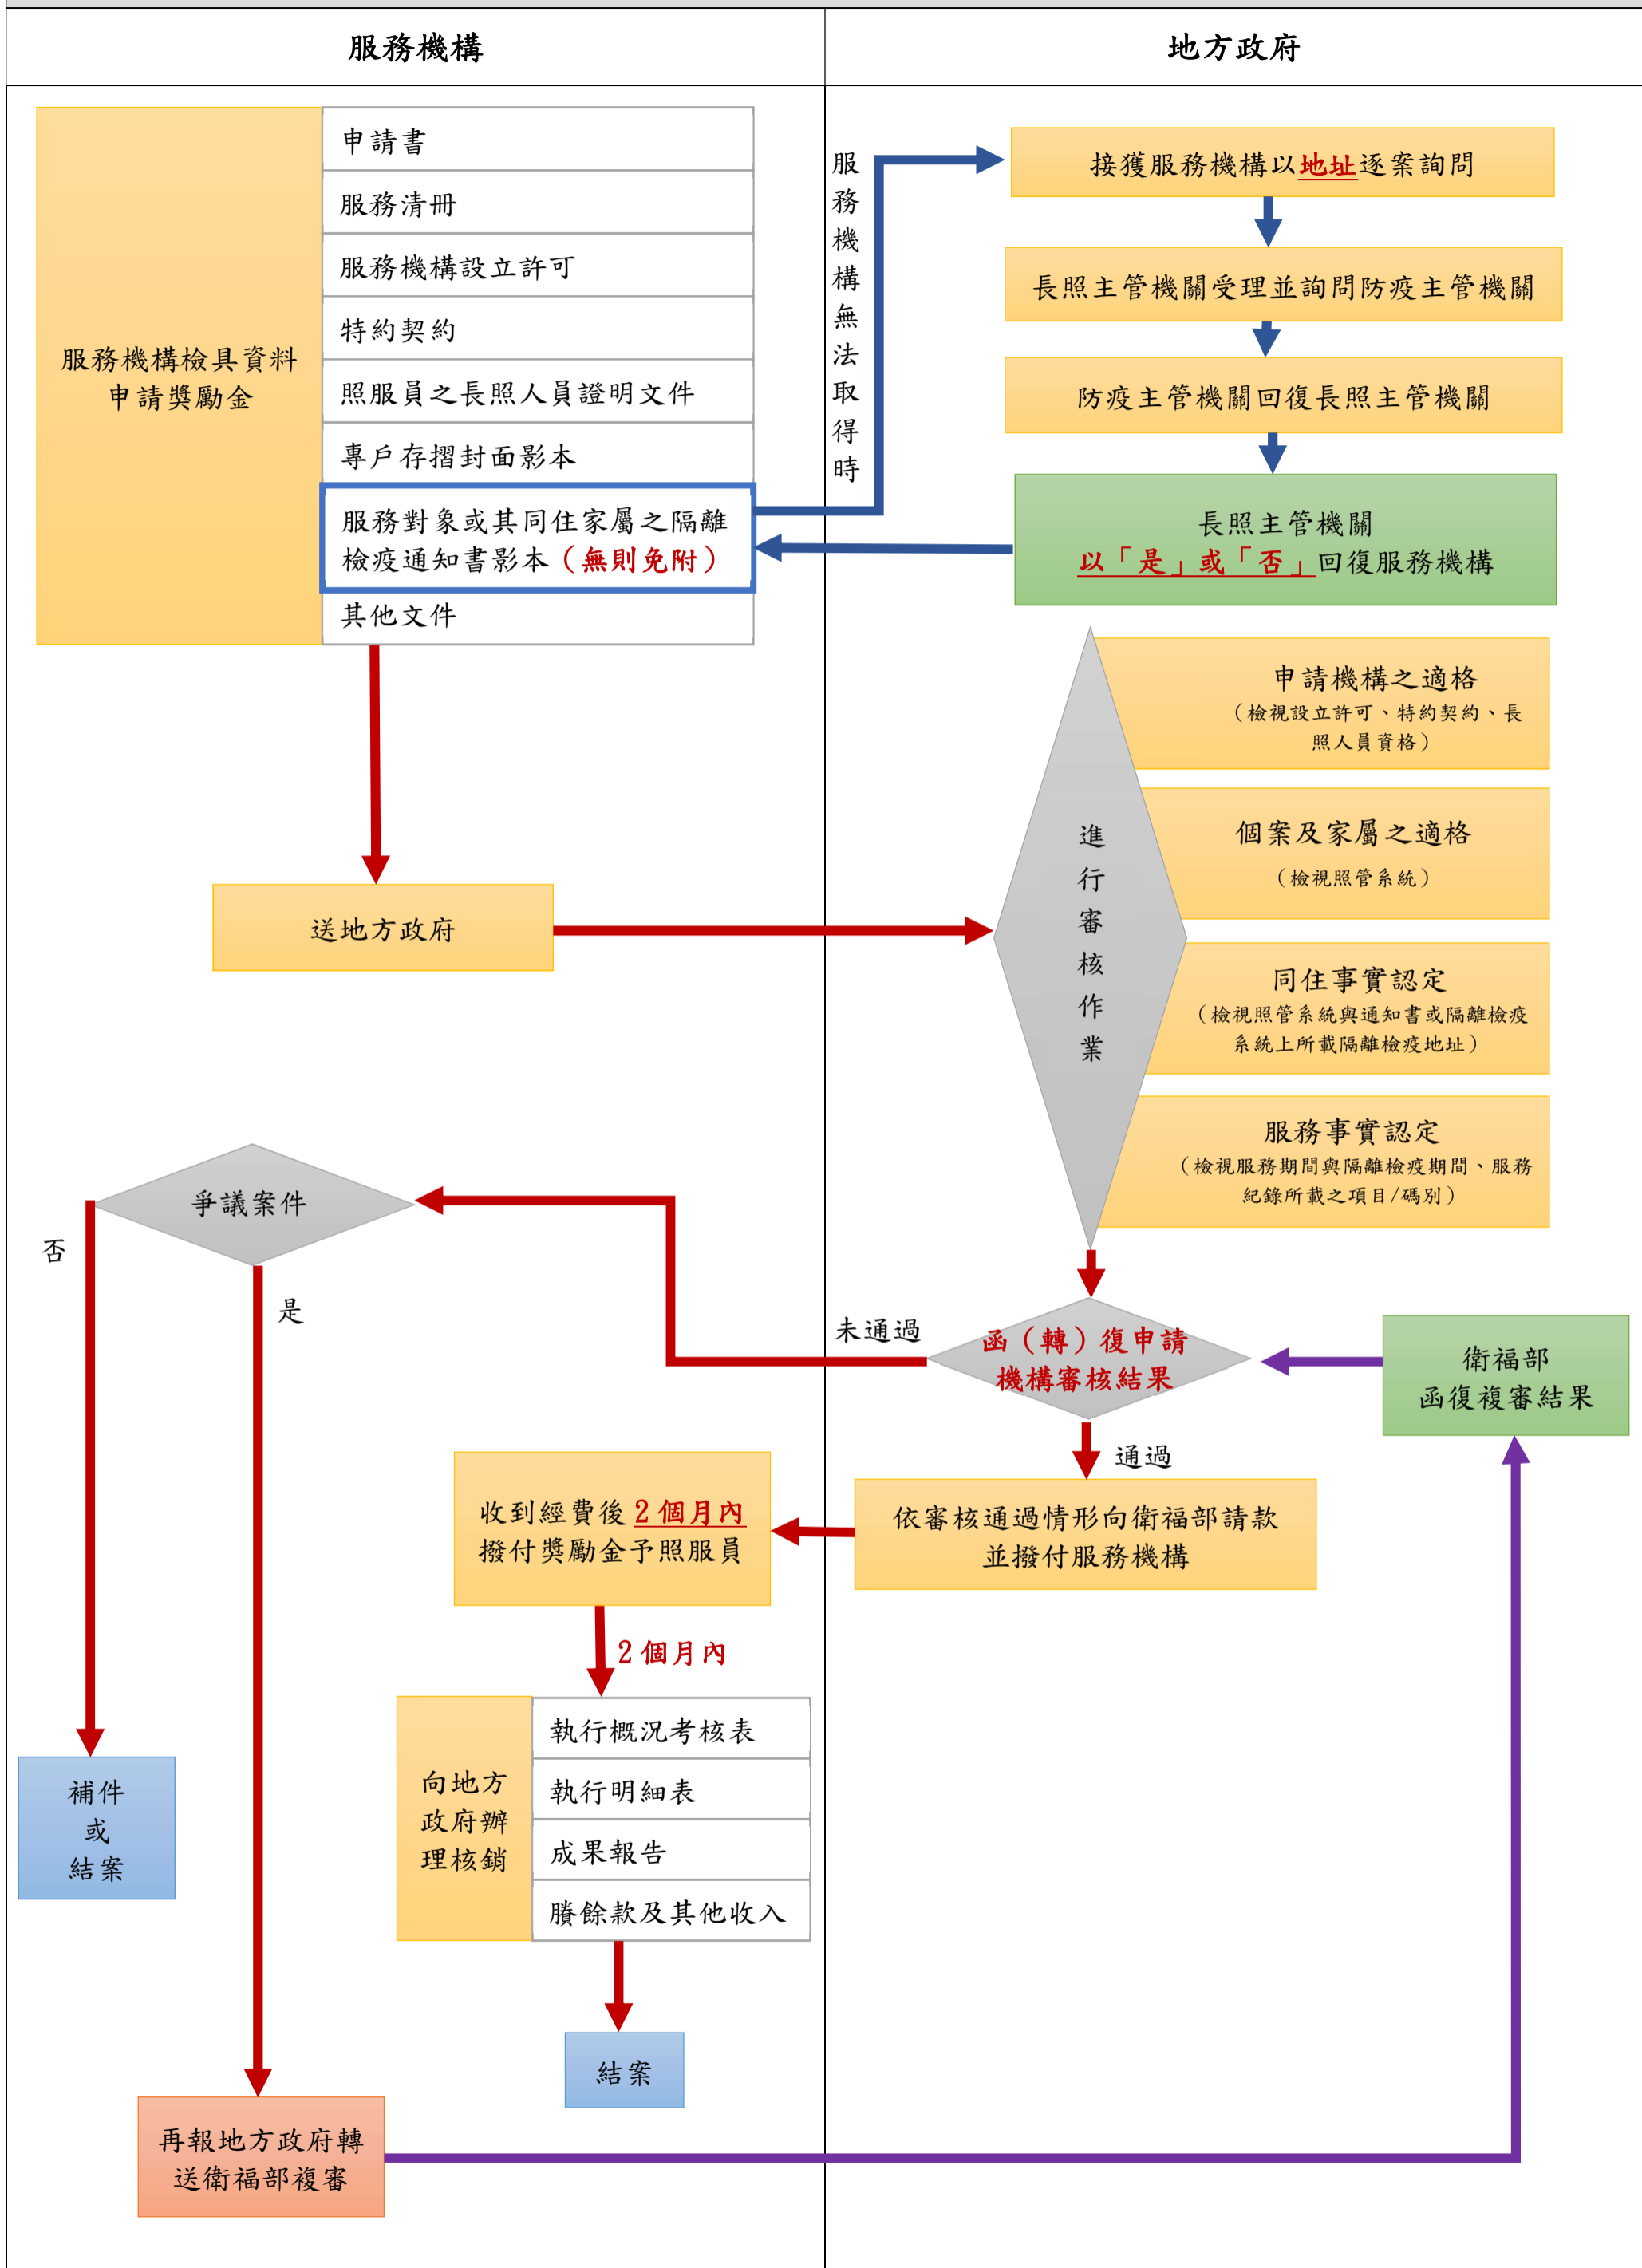 服務機構
地方政府
服務機構檢具資料
申請獎勵金
申請書
服務清冊
服務機構設立許可
特約契約
照服員之長照人員證明文件
專戶存摺封面影本
服務對象或其同住家屬之隔離
檢疫通知書影本（無則免附）
其他文件
服務機構無法取得時
接獲服務機構以地址逐案詢問
長照主管機關受理並詢問防疫主管機關
防疫主管機關回復長照主管機關
長照主管機關
以「是」或「否」回復服務機構
送地方政府
進行審核作業
申請機構之適格
（檢視設立許可、特約契約、長
照人員資格）
個案及家屬之適格
（檢視照管系統）
同住事實認定
（檢視照管系統與通知書或隔離檢疫
系統上所載隔離檢疫地址）
服務事實認定
（檢視服務期間與隔離檢疫期間、服務
紀錄所載之項目/碼別）
爭議案件
否
是
未通過
函（轉）復申請
機構審核結果
衛福部
函復複審結果
通過
依審核通過情形向衛福部請款
並撥付服務機構
收到經費後 2 個月內
撥付獎勵金予照服員
2 個月內
向地方
政府辦
理核銷
執行概況考核表
執行明細表
成果報告
賸餘款及其他收入
補件
或
結案
結案
再報地方政府轉
送衛福部複審